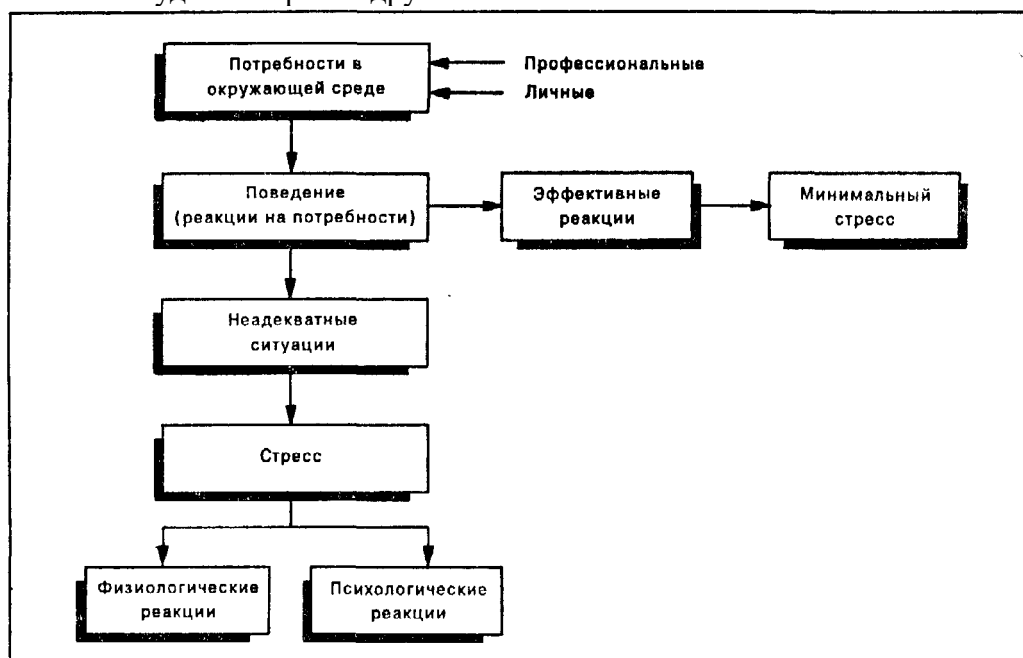 Потребности в
окружающей среде
Профессиональные
Личные
Поведение
(реакции на потребности)
Эффективные
реакции
Минимальный
стресс
Неадекватные
ситуации
Стресс
Физиологические
реакции
Психологические
реакции